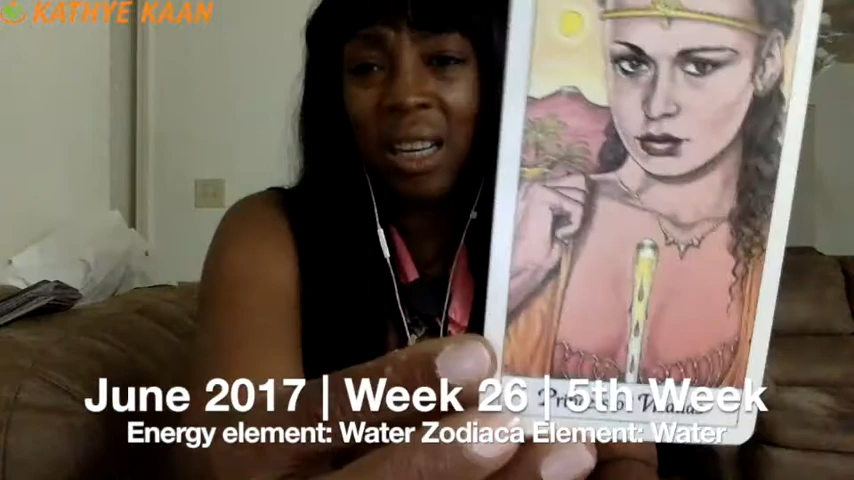 KATHYE KAAN
June 2017 | Week 26 | 5th Week
Energy element: Water Zodiaca Element: Water